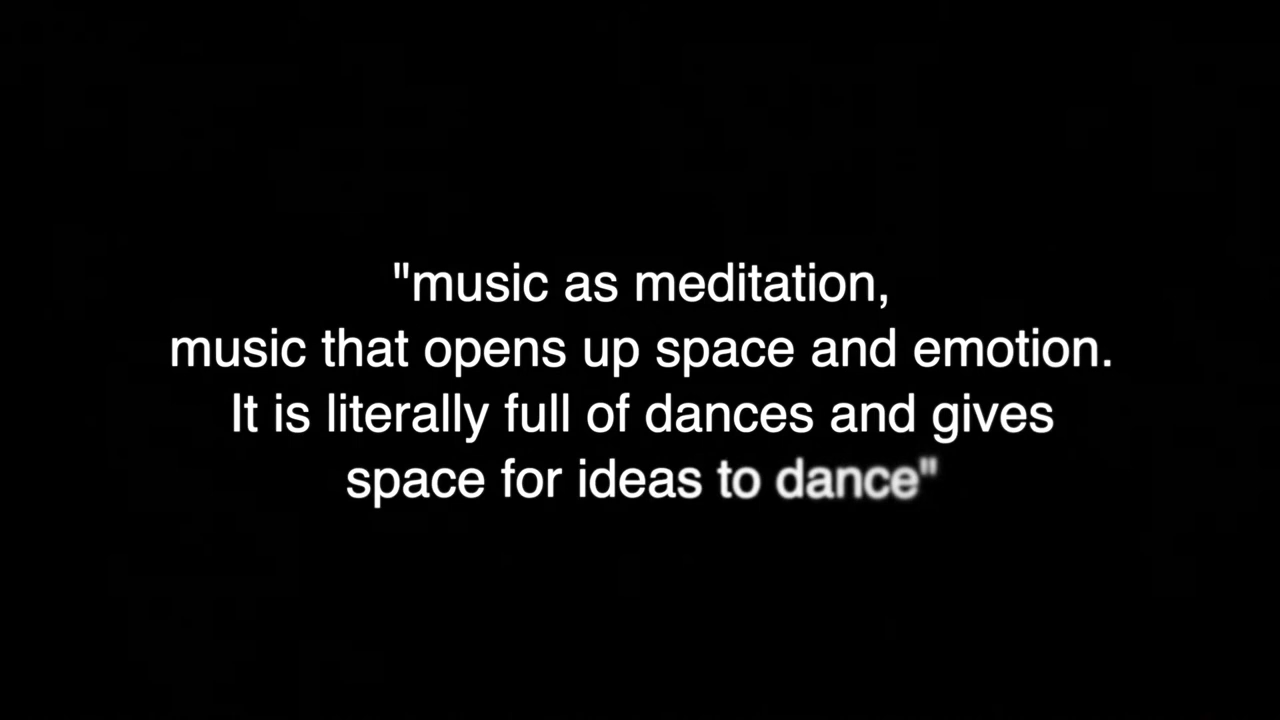 "music as meditation,
music that opens up space and emotion.
It is literally full of dances and gives
space for ideas to dance"